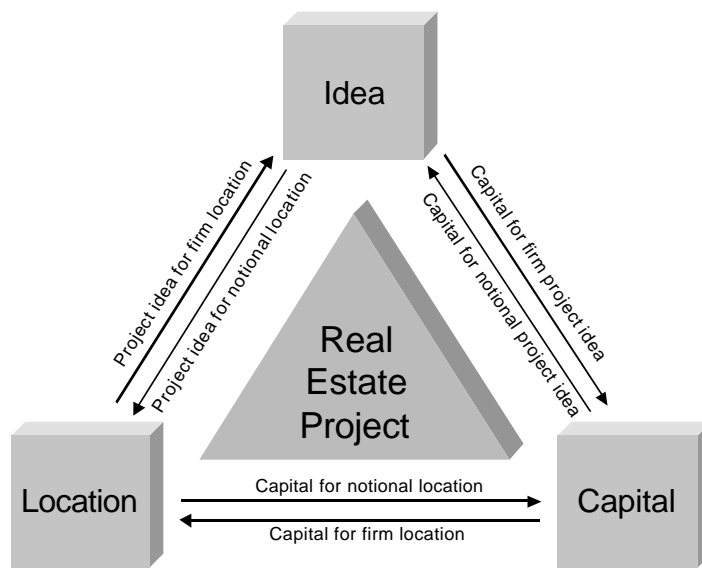 Idea
Project idea for firm location
Project idea for notional location
Capital for firm project idea
Capital for notional project idea
Real
Estate
Project
Location
Capital for notional location
Capital for firm location
Capital